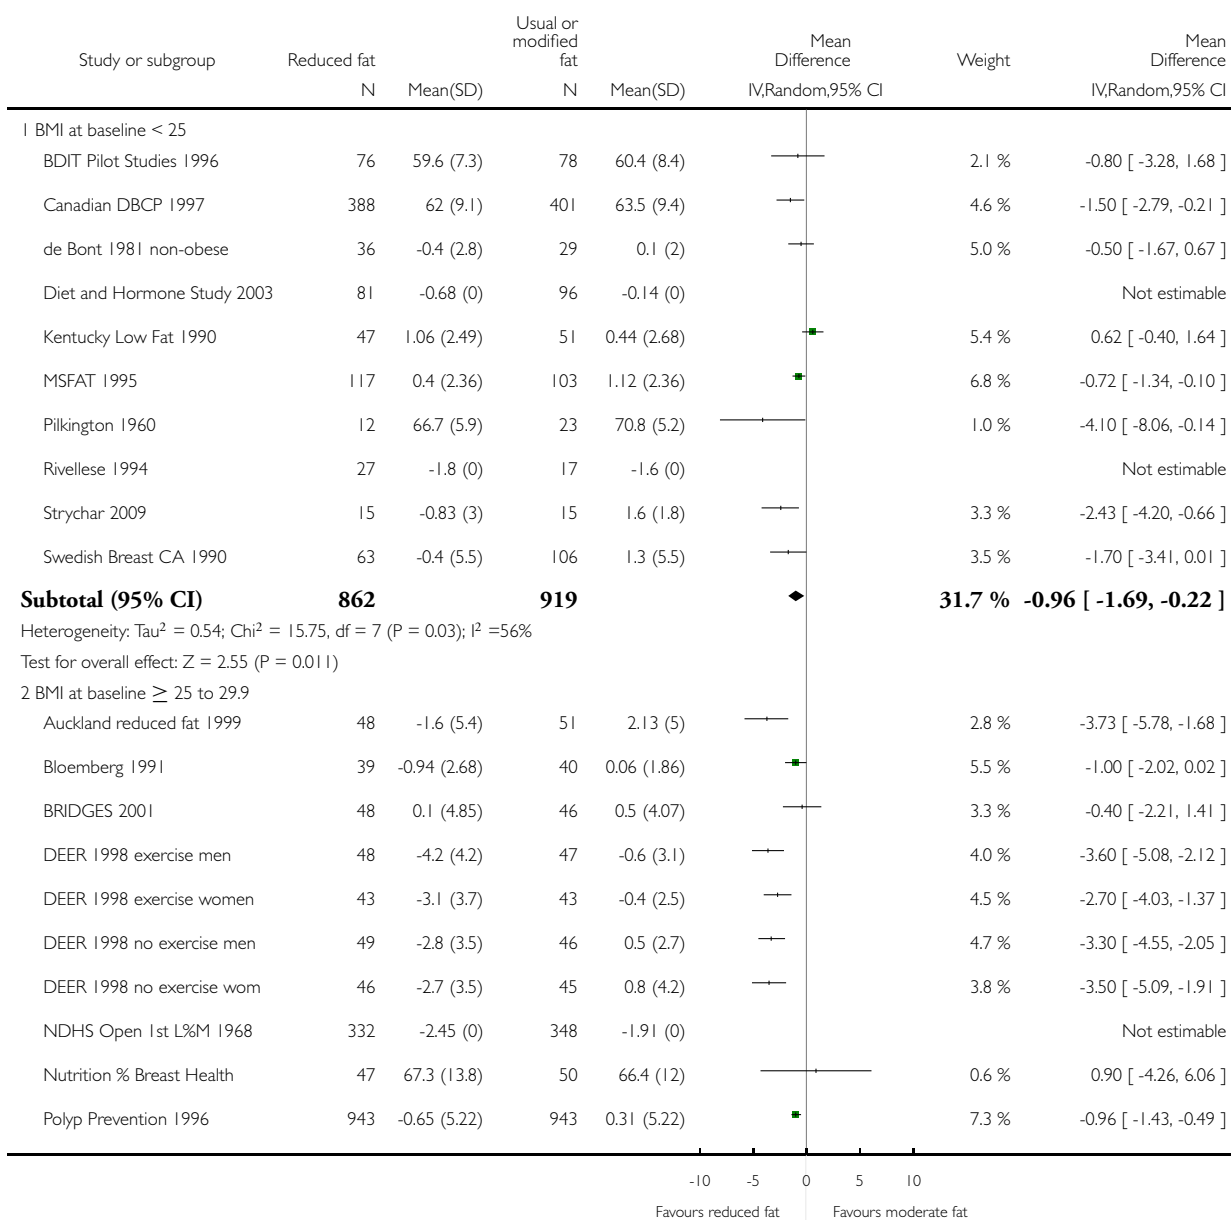 Study or subgroup Reduced fat Usual or modified fat Mean Difference Weight Mean Difference
N Mean(SD) N Mean(SD) IV,Random,95% CI IV,Random,95% CI
1 BMI at baseline < 25
BDIT Pilot Studies 1996 76 59.6 (7.3) 78 60.4 (8.4) 2.1 % -0.80 [ -3.28, 1.68 ]
Canadian DBCP 1997 388 62 (9.1) 401 63.5 (9.4) 4.6 % -1.50 [ -2.79, -0.21 ]
de Bont 1981 non-obese 36 -0.4 (2.8) 29 0.1 (2) 5.0 % -0.50 [ -1.67, 0.67 ]
Diet and Hormone Study 2003 81 -0.68 (0) 96 -0.14 (0) Not estimable
Kentucky Low Fat 1990 47 1.06 (2.49) 51 0.44 (2.68) 5.4 % 0.62 [ -0.40, 1.64 ]
MSFAT 1995 117 0.4 (2.36) 103 1.12 (2.36) 6.8 % -0.72 [ -1.34, -0.10 ]
Pilkington 1960 12 66.7 (5.9) 23 70.8 (5.2) 1.0 % -4.10 [ -8.06, -0.14 ]
Rivellese 1994 27 -1.8 (0) 17 -1.6 (0) Not estimable
Strychar 2009 15 -0.83 (3) 15 1.6 (1.8) 3.3 % -2.43 [ -4.20, -0.66 ]
Swedish Breast CA 1990 63 -0.4 (5.5) 106 1.3 (5.5) 3.5 % -1.70 [ -3.41, 0.01 ]
Subtotal (95% CI) 862 919 31.7 % -0.96 [ -1.69, -0.22 ]
Heterogeneity: Tau² = 0.54; Chi² = 15.75, df = 7 (P = 0.03); I² =56%
Test for overall effect: Z = 2.55 (P = 0.011)
2 BMI at baseline ≥ 25 to 29.9
Auckland reduced fat 1999 48 -1.6 (5.4) 51 2.13 (5) 2.8 % -3.73 [ -5.78, -1.68 ]
Bloemberg 1991 39 -0.94 (2.68) 40 0.06 (1.86) 5.5 % -1.00 [ -2.02, 0.02 ]
BRIDGES 2001 48 0.1 (4.85) 46 0.5 (4.07) 3.3 % -0.40 [ -2.21, 1.41 ]
DEER 1998 exercise men 48 -4.2 (4.2) 47 -0.6 (3.1) 4.0 % -3.60 [ -5.08, -2.12 ]
DEER 1998 exercise women 43 -3.1 (3.7) 43 -0.4 (2.5) 4.5 % -2.70 [ -4.03, -1.37 ]
DEER 1998 no exercise men 49 -2.8 (3.5) 46 0.5 (2.7) 4.7 % -3.30 [ -4.55, -2.05 ]
DEER 1998 no exercise wom 46 -2.7 (3.5) 45 0.8 (4.2) 3.8 % -3.50 [ -5.09, -1.91 ]
NDHS Open 1st L%M 1968 332 -2.45 (0) 348 -1.91 (0) Not estimable
Nutrition % Breast Health 47 67.3 (13.8) 50 66.4 (12) 0.6 % 0.90 [ -4.26, 6.06 ]
Polyp Prevention 1996 943 -0.65 (5.22) 943 0.31 (5.22) 7.3 % -0.96 [ -1.43, -0.49 ]
-10 -5 0 5 10
Favours reduced fat Favours moderate fat